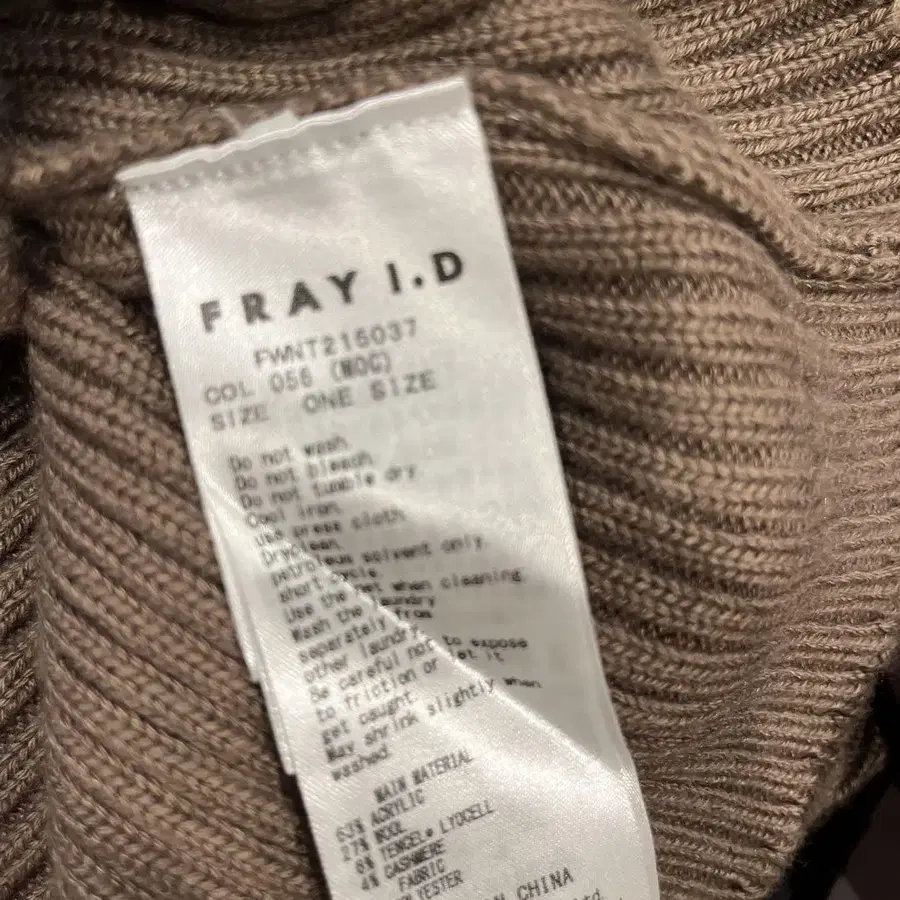 FRAY I.D
FWNT215037
COL 056 (MOC)
SIZE ONE SIZE
Do not wash
Do not bleach
Do not tumble dry
Cool iron
use press cloth
Dryclean
petroleus solvent only
short cycle
Use the net when cleaning
Wash the laundry
separately from
other laundry
Be careful not to expose
to friction or let it
get caught
May shrink slightly when
washed.
MAIN MATERIAL
63% ACRYLIC
27% WOOL
6% TENCEL® LYOCELL
4% CASHMERE
FABRIC
CHINA
Ltd.